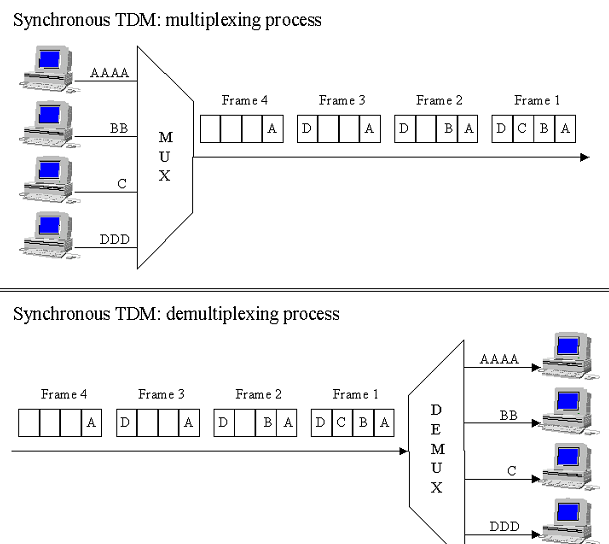 Synchronous TDM: multiplexing process
AAAA
BB
C
DDD
M
U
X
Frame 4 Frame 3 Frame 2 Frame 1
A D A D B A D C B A
Synchronous TDM: demultiplexing process
Frame 4 Frame 3 Frame 2 Frame 1
A D A D B A D C B A
D
E
M
U
X
AAAA
BB
C
DDD